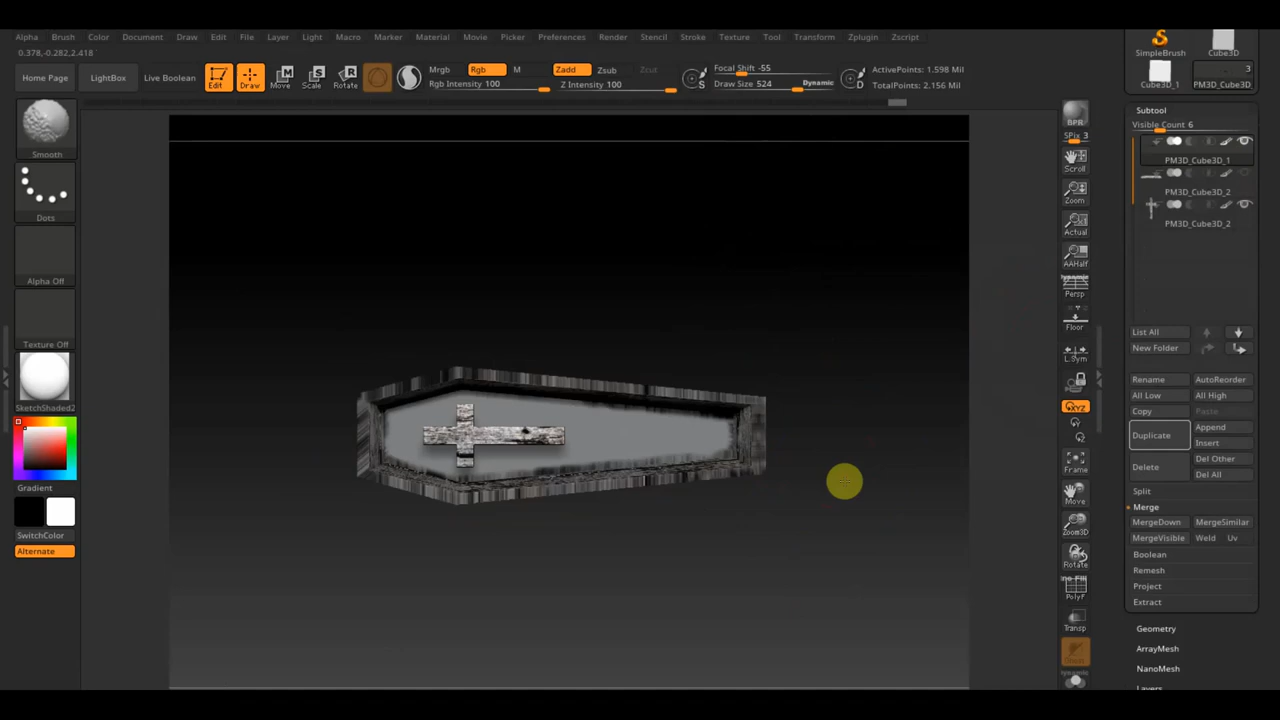 Alpha Brush Color Document Draw Edit File Layer Light Macro Marker Material Movie Picker Preferences Render Stencil Stroke Texture Tool Transform Zplugin Zscript
0.378,-0.282,2.418
Home Page LightBox Live Boolean Edit Draw Move Scale Rotate
Mrgb Rgb M Zadd Zsub Zcut
Rgb Intensity 100 Z Intensity 100
S Focal Shift -55
Draw Size 524 Dynamic D
ActivePoints: 1.598 Mil
TotalPoints: 2.156 Mil
Smooth
Dots
Alpha Off
Texture Off
SketchShaded2
Gradient
SwitchColor
Alternate
BPR
SPix 3
Scroll
Zoom
Actual
AAHalf
Dynamic
Persp
Floor
L.Sym
XYZ
Frame
Move
Zoom3D
Rotate
PolyF
Transp
SimpleBrush Cube3D
Cube3D_1 3 PM3D_Cube3D_
Subtool
Visible Count 6
PM3D_Cube3D_1
PM3D_Cube3D_2
PM3D_Cube3D_2
List All
New Folder
Rename AutoReorder
All Low All High
Copy Paste
Duplicate Append
Insert
Delete Del Other
Del All
Split
Merge
MergeDown MergeSimilar
MergeVisible Weld Uv
Boolean
Remesh
Project
Extract
Geometry
ArrayMesh
NanoMesh
Layers